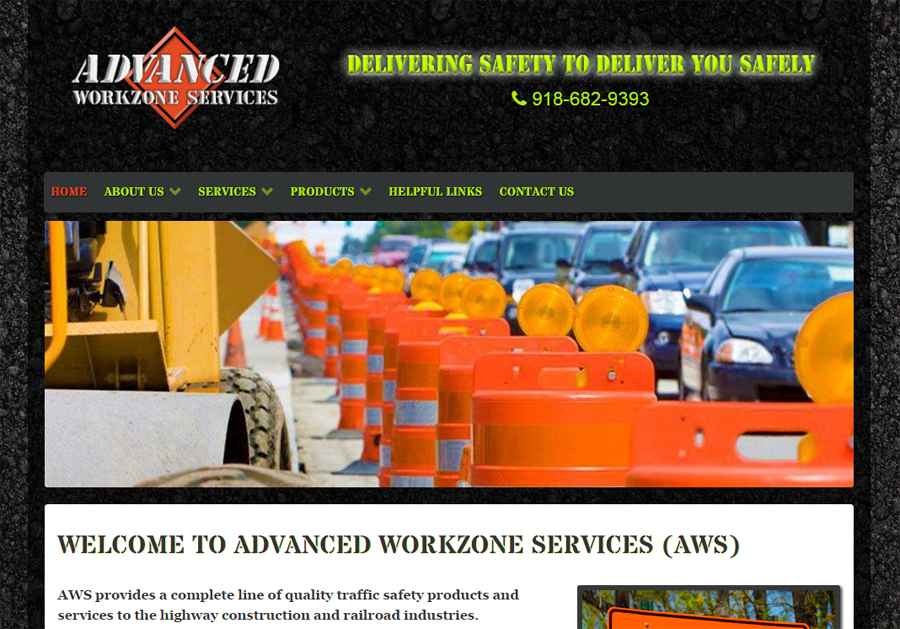 ADVANCED
WORKZONE SERVICES
DELIVERING SAFETY TO DELIVER YOU SAFELY
918-682-9393
HOME ABOUT US SERVICES PRODUCTS HELPFUL LINKS CONTACT US
WELCOME TO ADVANCED WORKZONE SERVICES (AWS)
AWS provides a complete line of quality traffic safety products and
services to the highway construction and railroad industries.